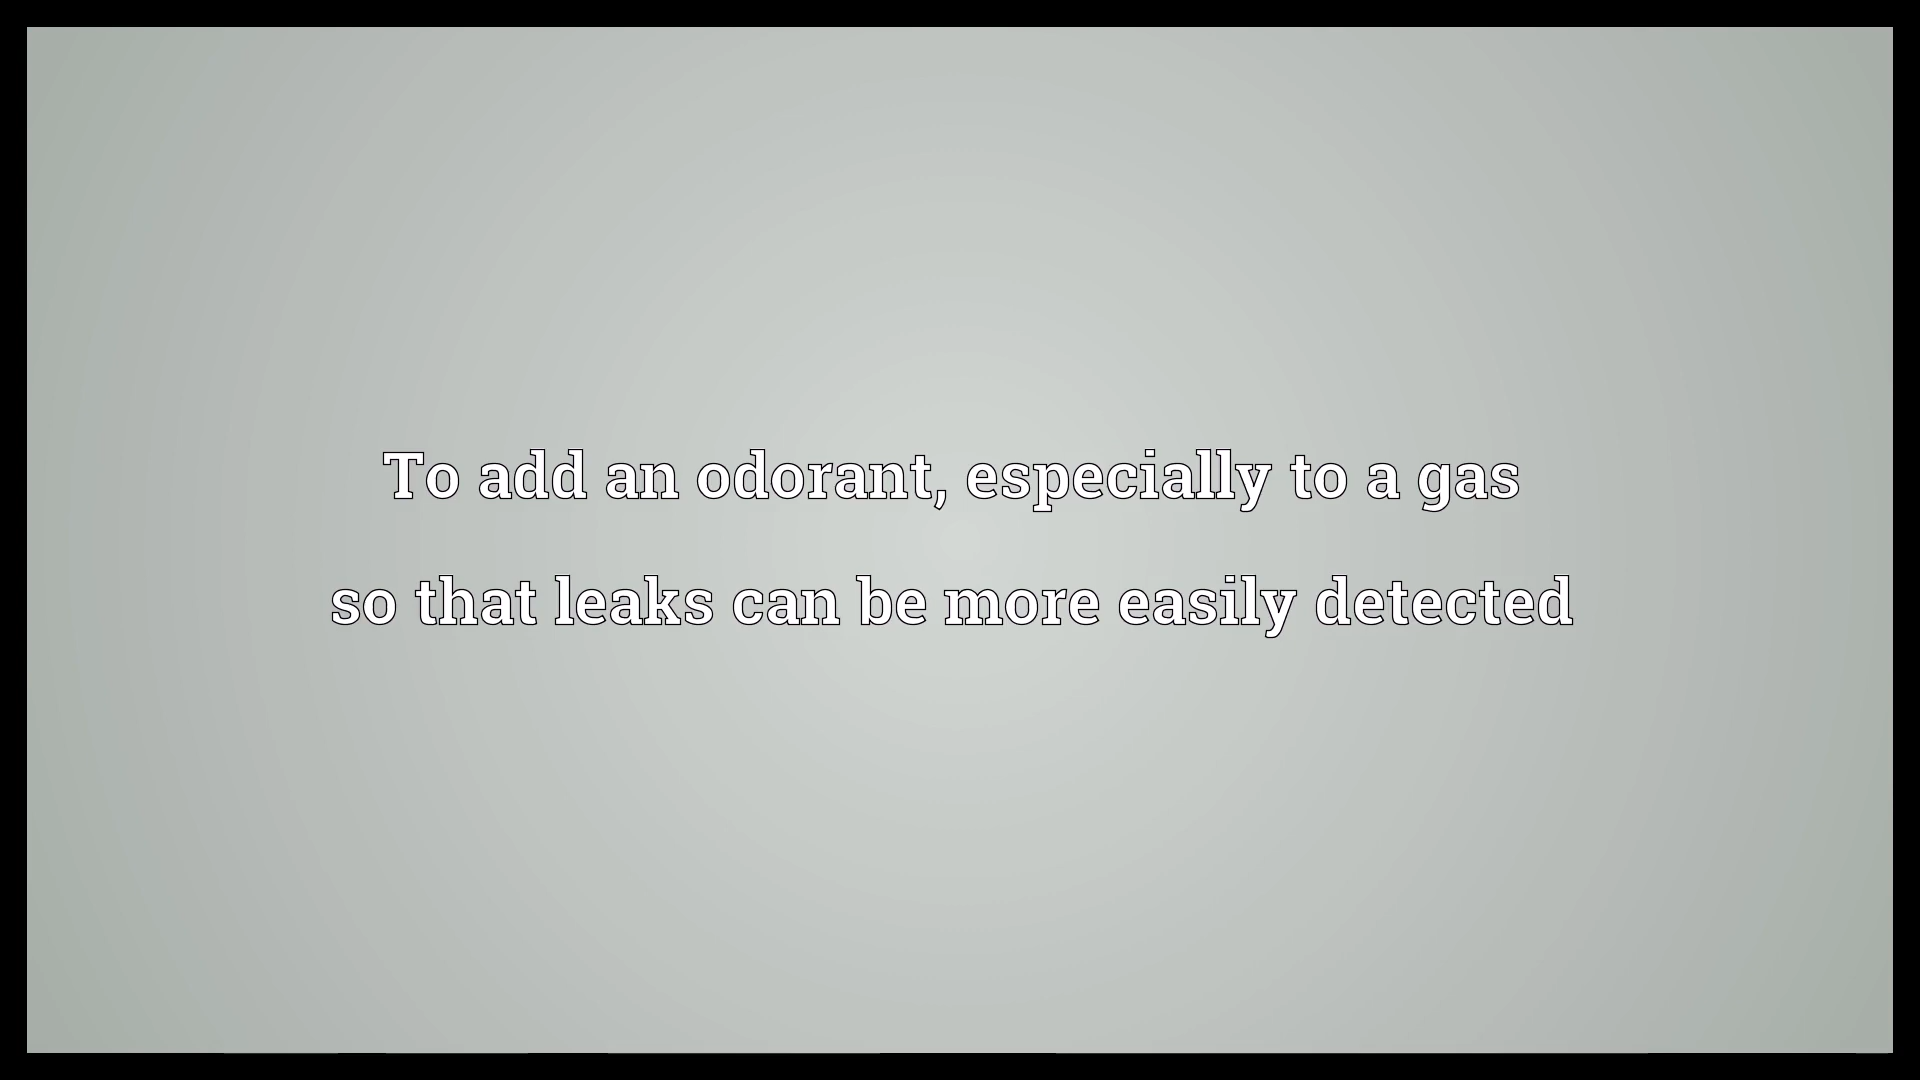 To add an odorant, especially to a gas
so that leaks can be more easily detected